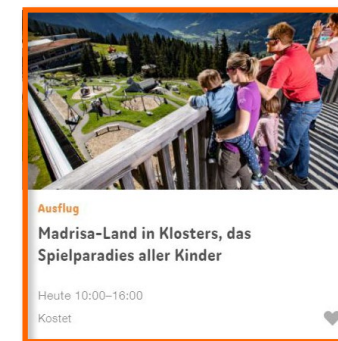 Ausflug
Madrisa-Land in Klosters, das
Spielparadies aller Kinder
Heute 10:00–16:00
Kostet